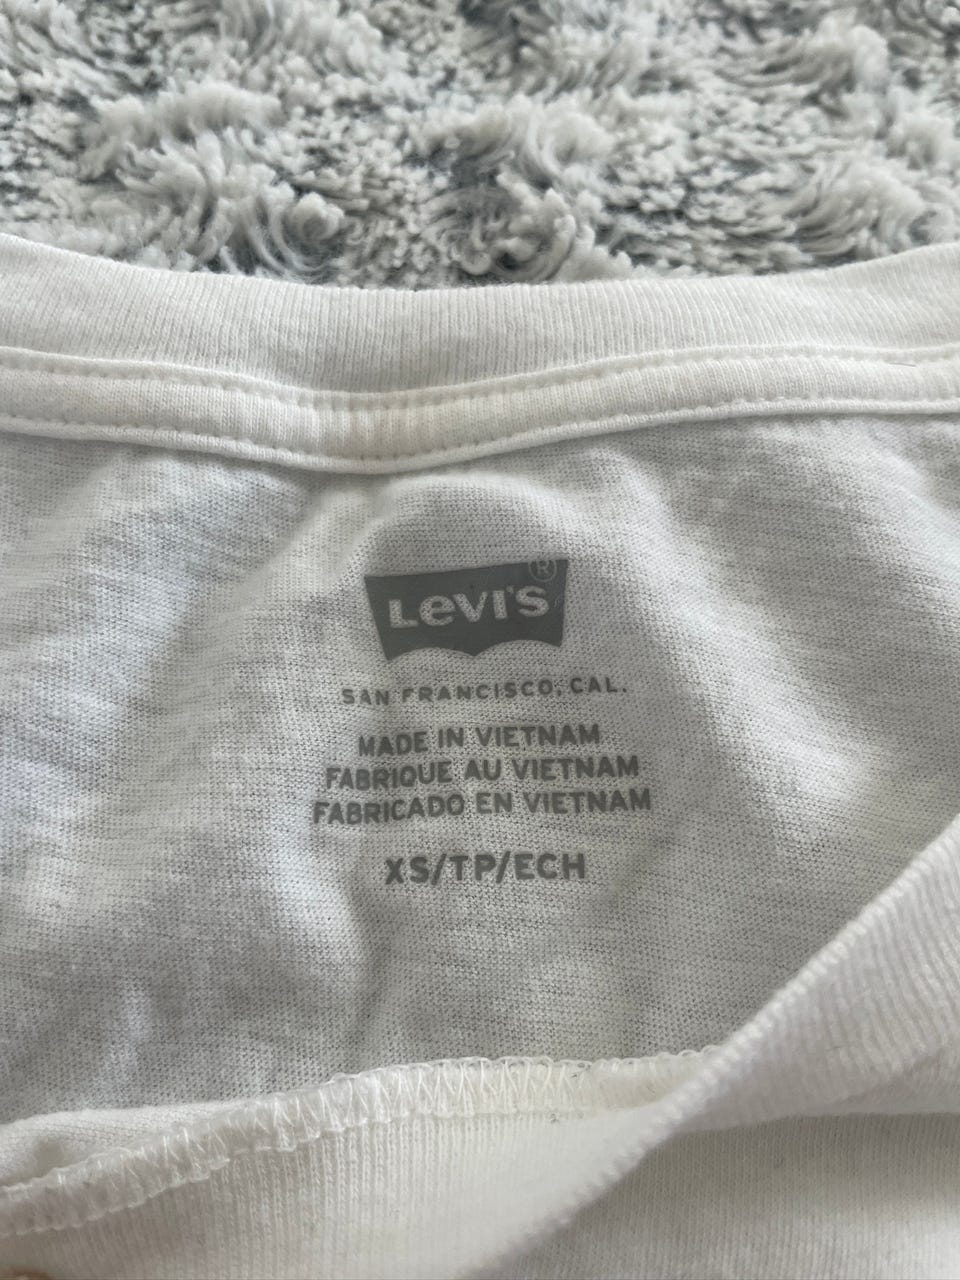 Levi's®
SAN FRANCISCO, CAL.
MADE IN VIETNAM
FABRIQUE AU VIETNAM
FABRICADO EN VIETNAM
XS/TP/ECH